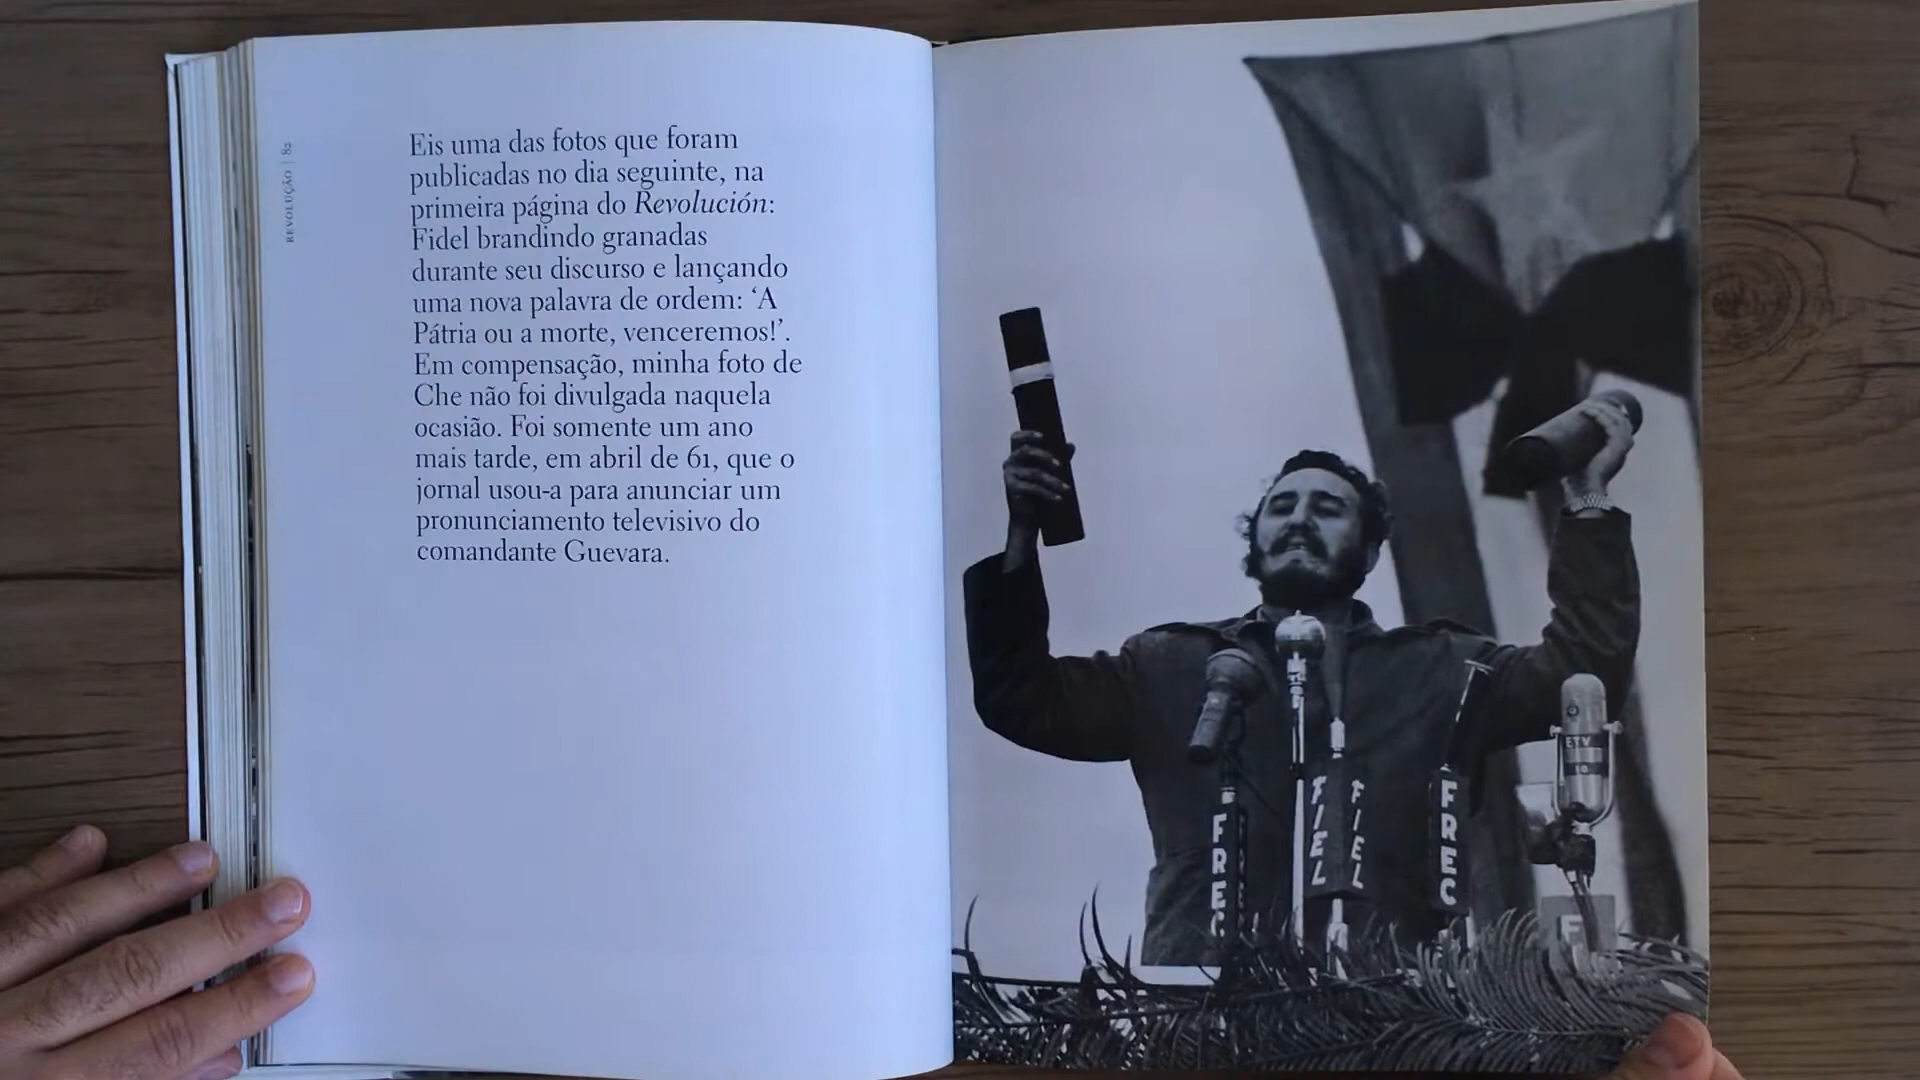 REVOLUÇÃO | 82
Eis uma das fotos que foram
publicadas no dia seguinte, na
primeira página do Revolución:
Fidel brandindo granadas
durante seu discurso e lançando
uma nova palavra de ordem: ‘A
Pátria ou a morte, venceremos!’.
Em compensação, minha foto de
Che não foi divulgada naquela
ocasião. Foi somente um ano
mais tarde, em abril de 61, que o
jornal usou-a para anunciar um
pronunciamento televisivo do
comandante Guevara.
FREC
FIEL
FIEL
FREC
ETV
10
F